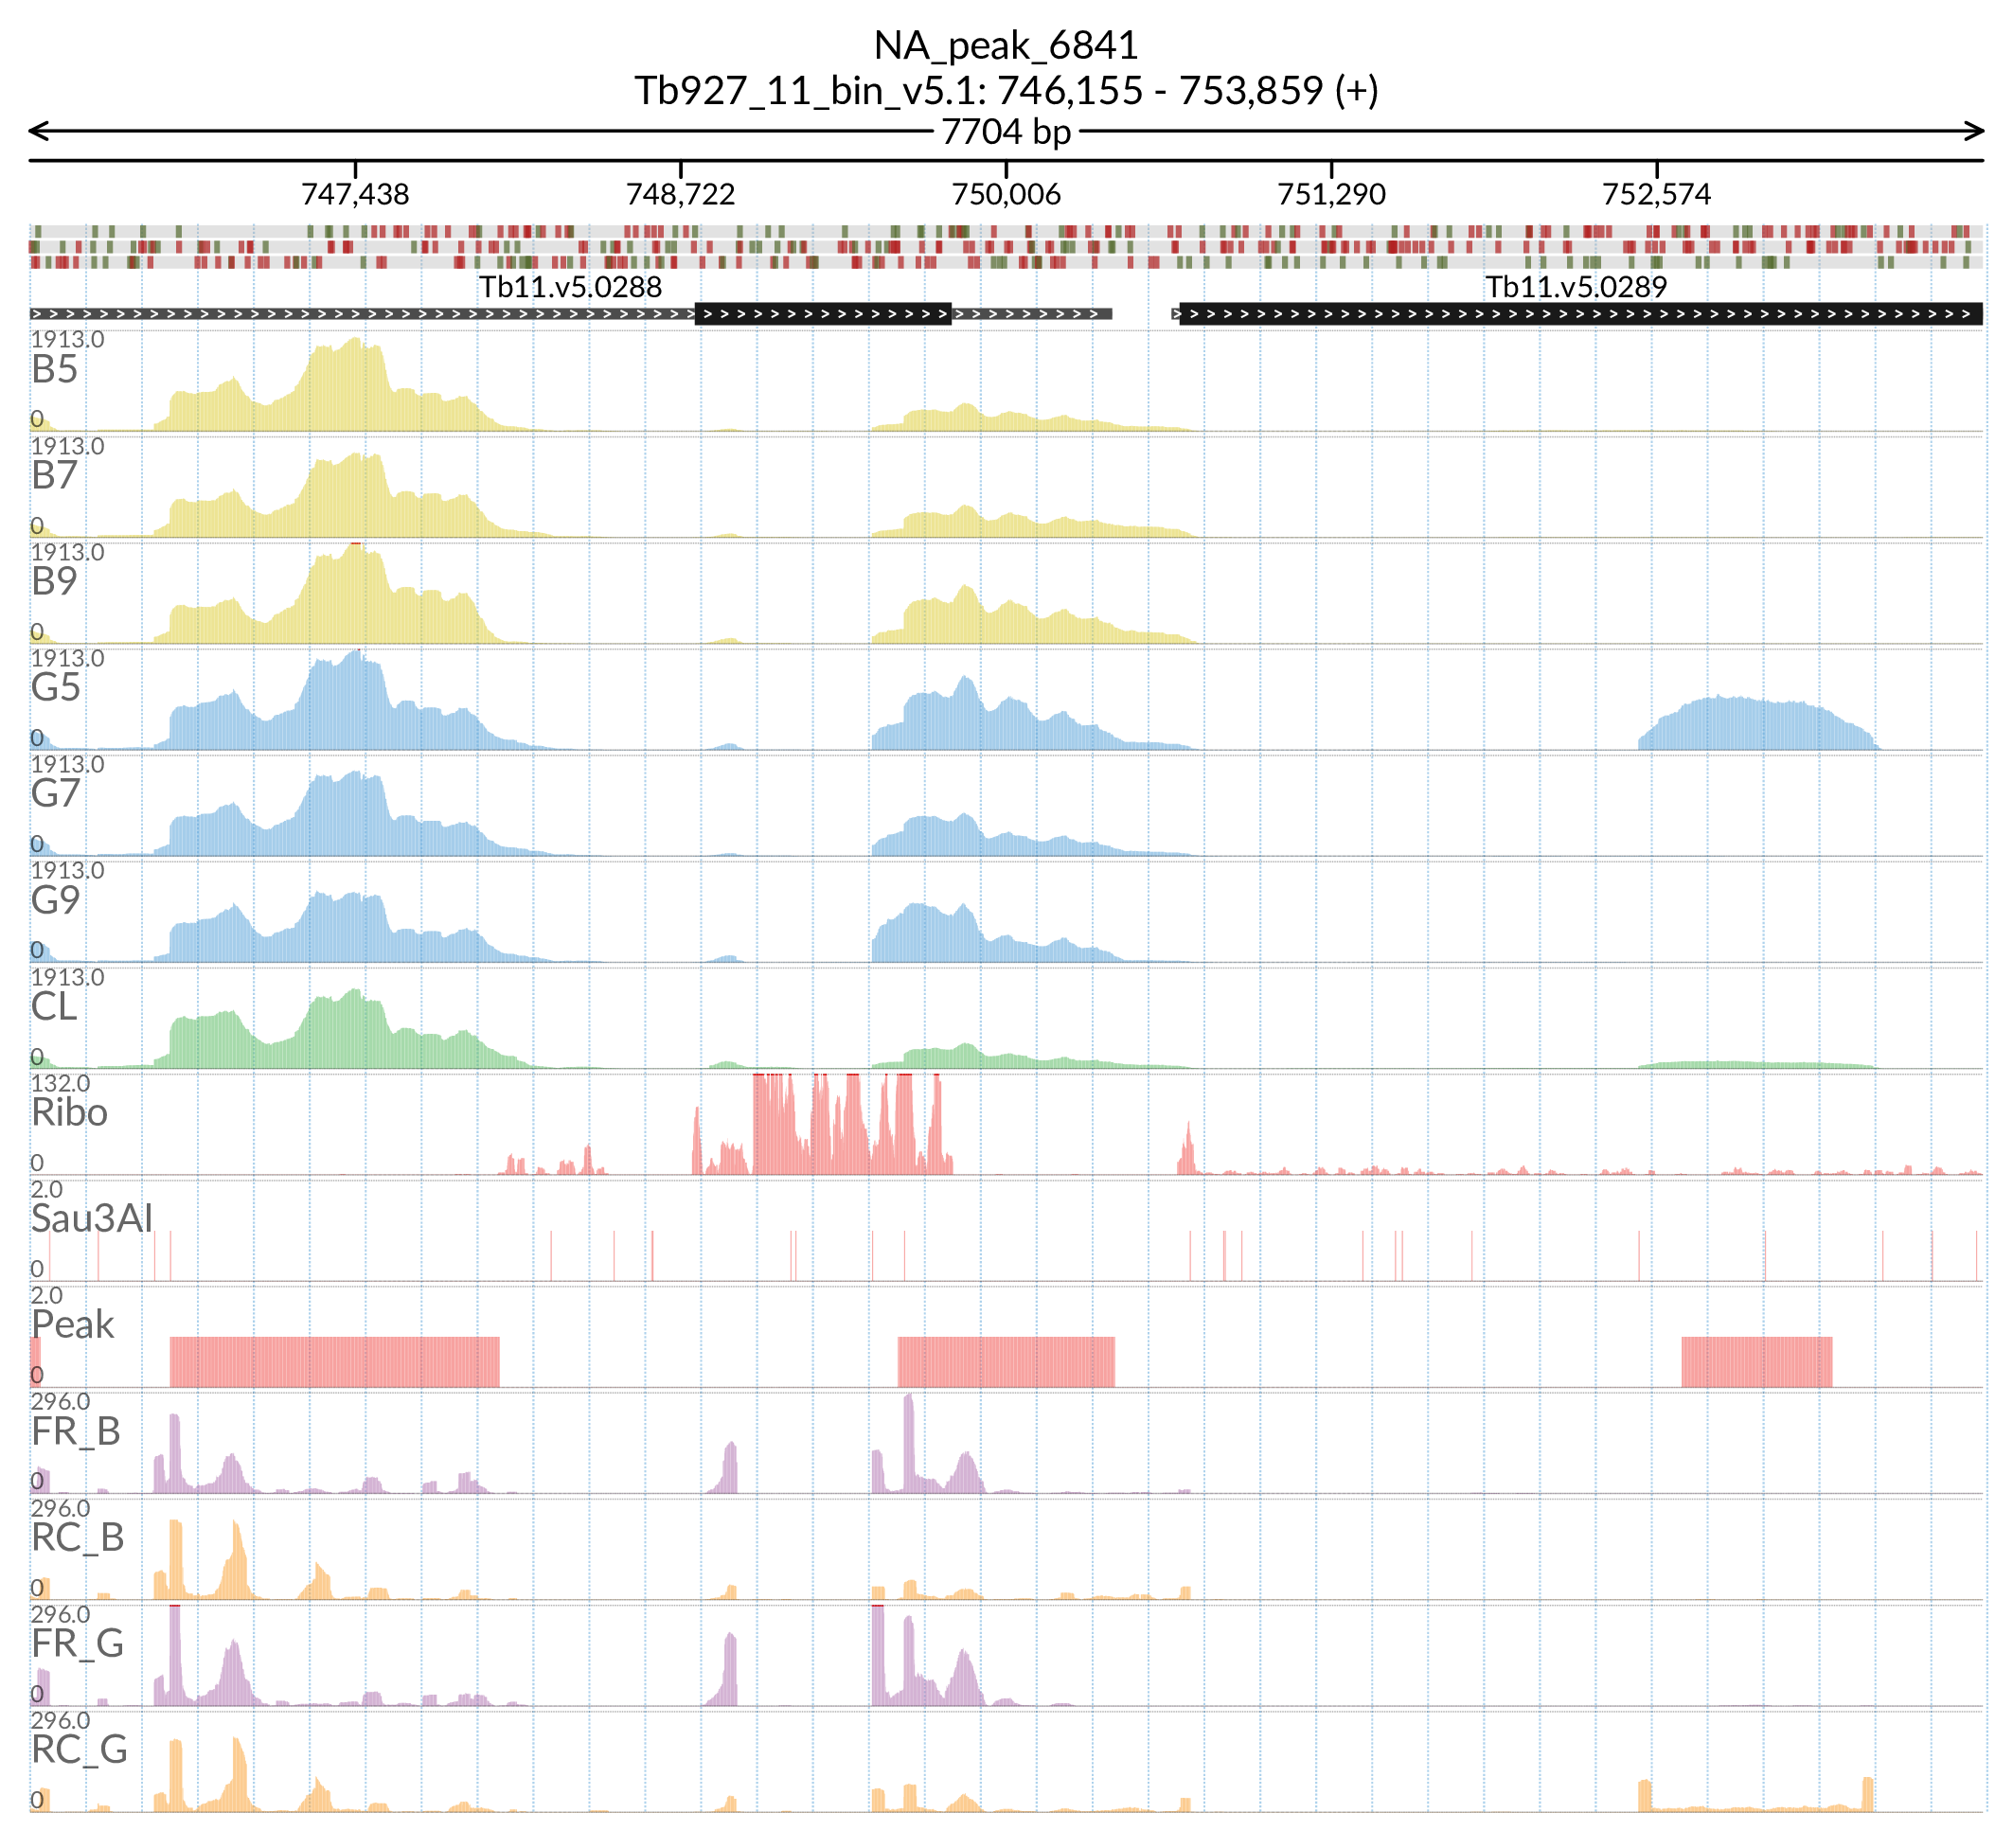 NA_peak_6841
Tb927_11_bin_v5.1: 746,155 - 753,859 (+)
7704 bp
747,438 748,722 750,006 751,290 752,574
Tb11.v5.0288 Tb11.v5.0289
1913.0
B5
0
1913.0
B7
0
1913.0
B9
0
1913.0
G5
0
1913.0
G7
0
1913.0
G9
0
1913.0
CL
0
132.0
Ribo
0
2.0
Sau3AI
0
2.0
Peak
0
296.0
FR_B
0
296.0
RC_B
0
296.0
FR_G
0
296.0
RC_G
0